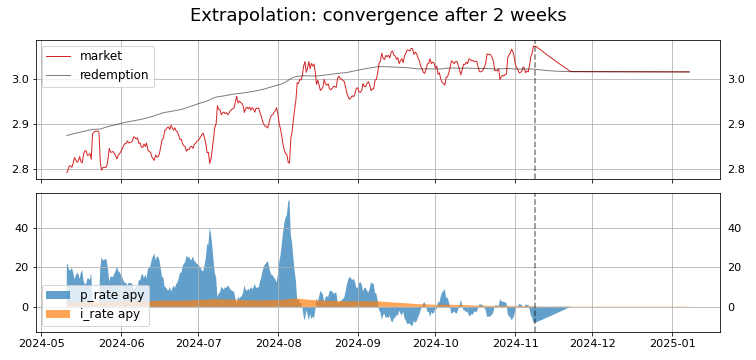 Extrapolation: convergence after 2 weeks
market
redemption
3.0 3.0
2.9 2.9
2.8 2.8
40 40
20 20
0 0
p_rate apy
i_rate apy
2024-05 2024-06 2024-07 2024-08 2024-09 2024-10 2024-11 2024-12 2025-01